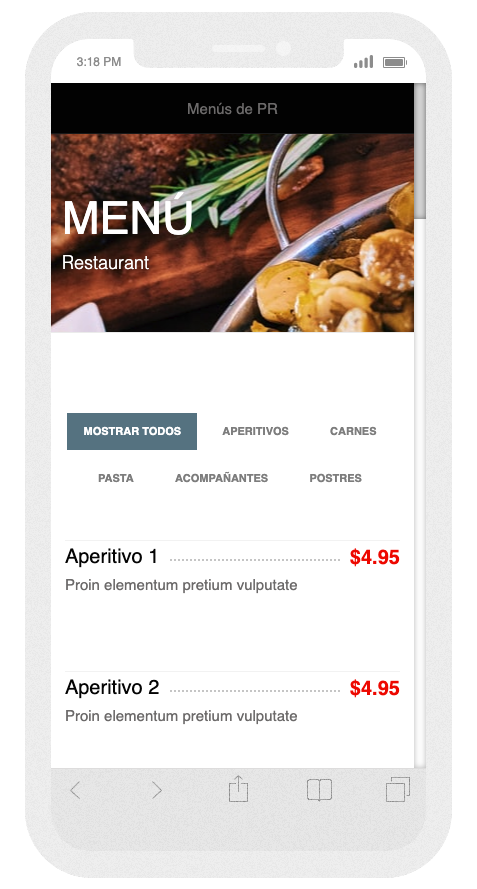 3:18 PM
Menús de PR
MENÚ
Restaurant
MOSTRAR TODOS APERITIVOS CARNES
PASTA ACOMPAÑANTES POSTRES
Aperitivo 1 $4.95
Proin elementum pretium vulputate
Aperitivo 2 $4.95
Proin elementum pretium vulputate